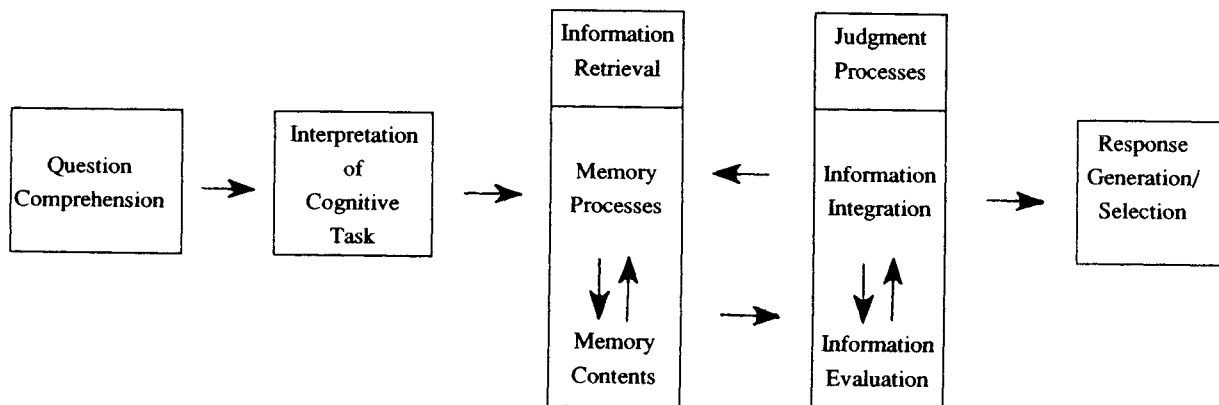 Question
Comprehension
Interpretation
of
Cognitive
Task
Information
Retrieval
Memory
Processes
Memory
Contents
Judgment
Processes
Information
Integration
Information
Evaluation
Response
Generation/
Selection